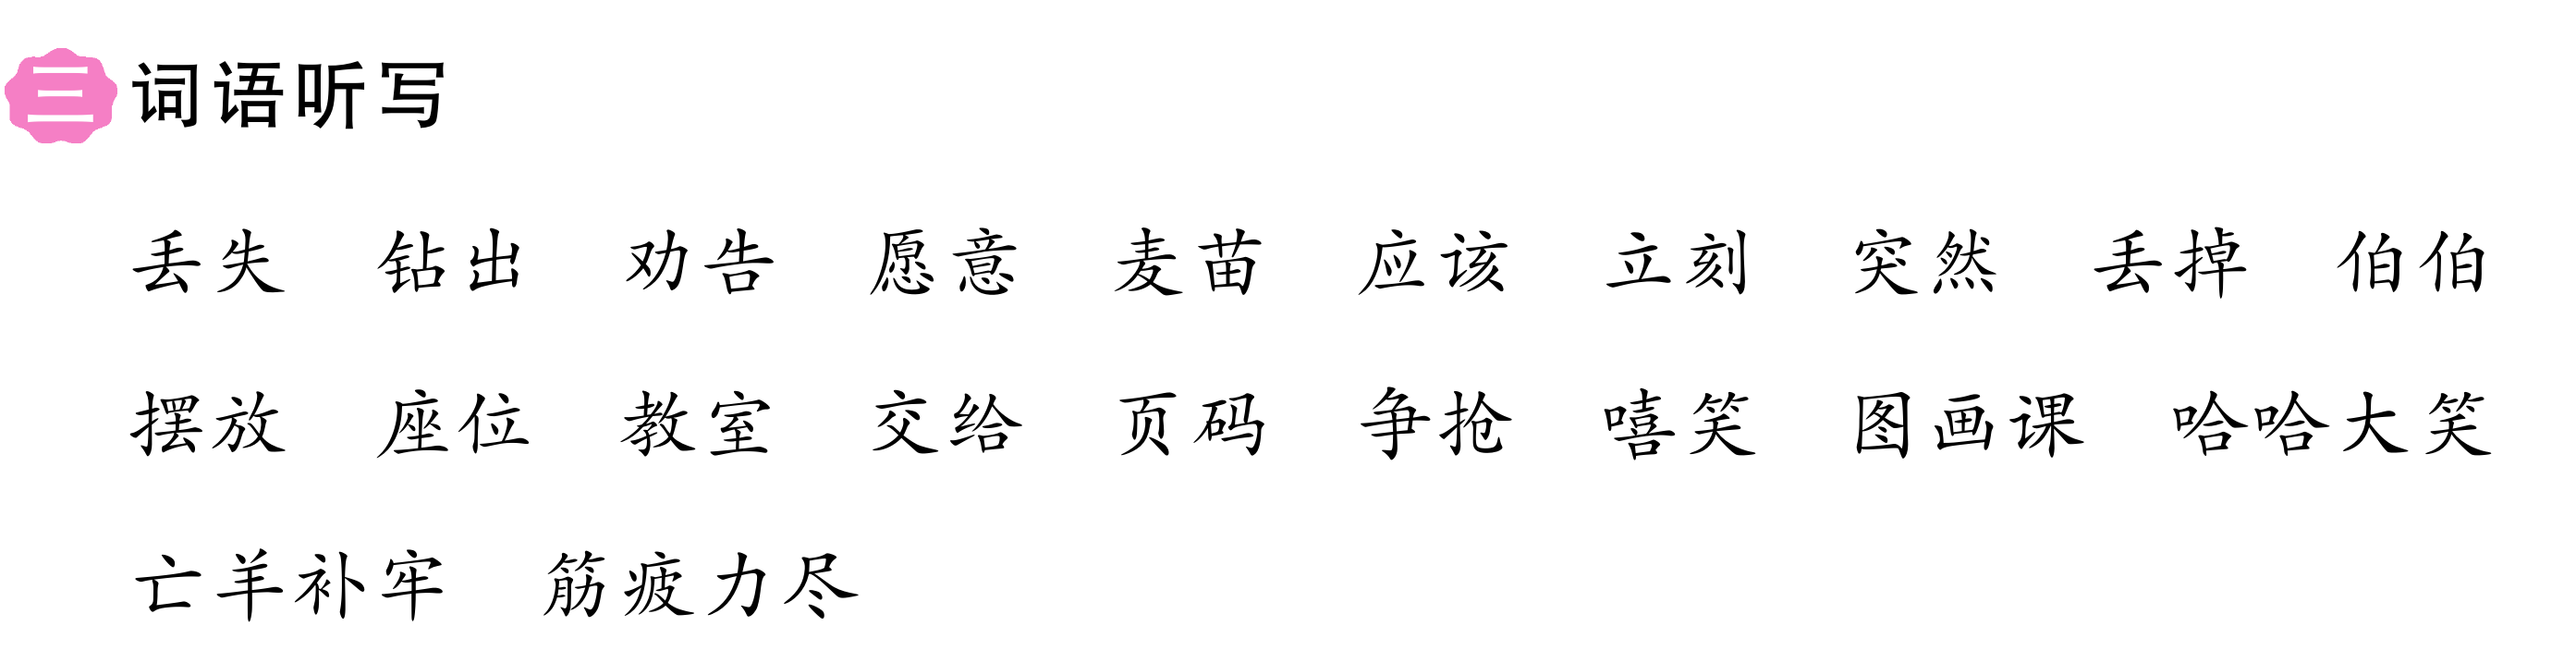 三 词语听写
丢失 钻出 劝告 愿意 麦苗 应该 立刻 突然 丢掉 伯伯
摆放 座位 教室 交给 页码 争抢 嘻笑 图画课 哈哈大笑
亡羊补牢 筋疲力尽